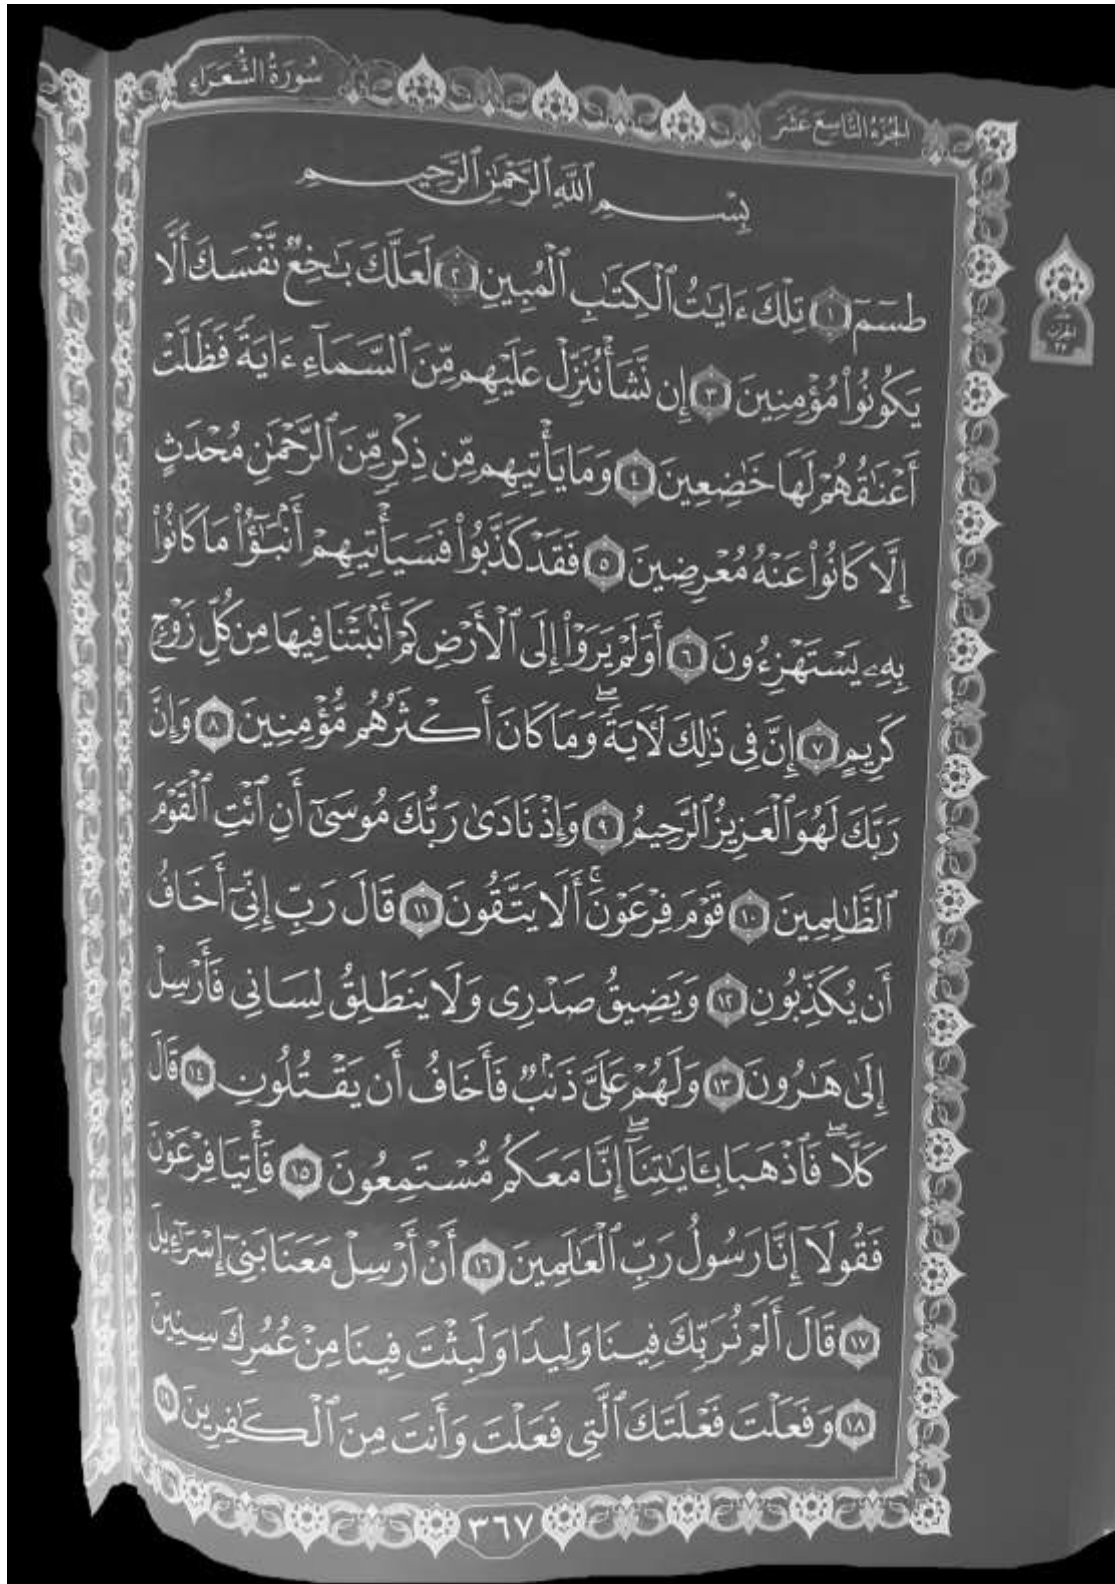 سُورَةُ الشُّعَرَاءِ
الجُزْءُ التَّاسِعَ عَشَرَ
بِسْمِ ٱللَّهِ ٱلرَّحْمَٰنِ ٱلرَّحِيمِ
طسٓمٓ ١ تِلْكَ ءَايَٰتُ ٱلْكِتَٰبِ ٱلْمُبِينِ ٢ لَعَلَّكَ بَٰخِعٌ نَّفْسَكَ أَلَّا
يَكُونُوا۟ مُؤْمِنِينَ ٣ إِن نَّشَأْ نُنَزِّلْ عَلَيْهِم مِّنَ ٱلسَّمَآءِ ءَايَةً فَظَلَّتْ
أَعْنَٰقُهُمْ لَهَا خَٰضِعِينَ ٤ وَمَا يَأْتِيهِم مِّن ذِكْرٍ مِّنَ ٱلرَّحْمَٰنِ مُحْدَثٍ
إِلَّا كَانُوا۟ عَنْهُ مُعْرِضِينَ ٥ فَقَدْ كَذَّبُوا۟ فَسَيَأْتِيهِمْ أَنۢبَٰٓؤُا۟ مَا كَانُوا۟
بِهِۦ يَسْتَهْزِءُونَ ٦ أَوَلَمْ يَرَوْا۟ إِلَى ٱلْأَرْضِ كَمْ أَنۢبَتْنَا فِيهَا مِن كُلِّ زَوْجٍ
كَرِيمٍ ٧ إِنَّ فِى ذَٰلِكَ لَءَايَةً ۖ وَمَا كَانَ أَكْثَرُهُم مُّؤْمِنِينَ ٨ وَإِنَّ
رَبَّكَ لَهُوَ ٱلْعَزِيزُ ٱلرَّحِيمُ ٩ وَإِذْ نَادَىٰ رَبُّكَ مُوسَىٰٓ أَنِ ٱئْتِ ٱلْقَوْمَ
ٱلظَّٰلِمِينَ ١٠ قَوْمَ فِرْعَوْنَ ۚ أَلَا يَتَّقُونَ ١١ قَالَ رَبِّ إِنِّىٓ أَخَافُ
أَن يُكَذِّبُونِ ١٢ وَيَضِيقُ صَدْرِى وَلَا يَنطَلِقُ لِسَانِى فَأَرْسِلْ
إِلَىٰ هَٰرُونَ ١٣ وَلَهُمْ عَلَىَّ ذَنۢبٌ فَأَخَافُ أَن يَقْتُلُونِ ١٤ قَالَ
كَلَّا ۖ فَٱذْهَبَا بِـَٔايَٰتِنَآ ۖ إِنَّا مَعَكُم مُّسْتَمِعُونَ ١٥ فَأْتِيَا فِرْعَوْنَ
فَقُولَآ إِنَّا رَسُولُ رَبِّ ٱلْعَٰلَمِينَ ١٦ أَنْ أَرْسِلْ مَعَنَا بَنِىٓ إِسْرَٰٓءِيلَ
١٧ قَالَ أَلَمْ نُرَبِّكَ فِينَا وَلِيدًا وَلَبِثْتَ فِينَا مِنْ عُمُرِكَ سِنِينَ
١٨ وَفَعَلْتَ فَعْلَتَكَ ٱلَّتِى فَعَلْتَ وَأَنتَ مِنَ ٱلْكَٰفِرِينَ ١٩
٣٦٧